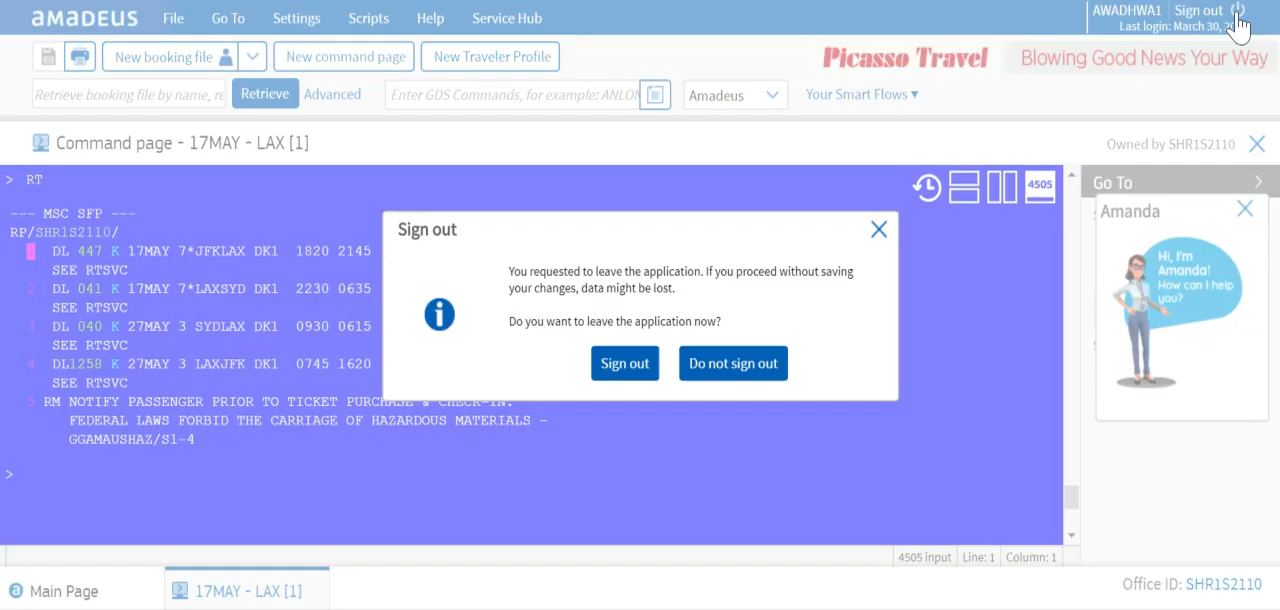 amadeus File Go To Settings Scripts Help Service Hub AWADHWA1 Sign out
Last login: March 30,
New booking file New command page New Traveler Profile Picasso Travel Blowing Good News Your Way
Retrieve booking file by name, re Retrieve Advanced Enter GDS Commands, for example: ANLON Amadeus Your Smart Flows
Command page - 17MAY - LAX [1] Owned by SHR1S2110
> RT 4505 Go To
--- MSC SFP ---
RP/SHR1S2110/
DL 447 K 17MAY 7*JFKLAX DK1 1820 2145
SEE RTSVC
2 DL 041 K 17MAY 7*LAXSYD DK1 2230 0635
SEE RTSVC
3 DL 040 K 27MAY 3 SYDLAX DK1 0930 0615
SEE RTSVC
4 DL1258 K 27MAY 3 LAXJFK DK1 0745 1620
SEE RTSVC
5 RM NOTIFY PASSENGER PRIOR TO TICKET PURCHASE & CHECK-IN:
FEDERAL LAWS FORBID THE CARRIAGE OF HAZARDOUS MATERIALS -
GGAMAUSHAZ/S1-4
>
Sign out
You requested to leave the application. If you proceed without saving
your changes, data might be lost.
Do you want to leave the application now?
Sign out Do not sign out
Amanda
Hi, I'm
Amanda!
How can I help
you?
4505 input Line: 1 Column: 1
Main Page 17MAY - LAX [1] Office ID: SHR1S2110